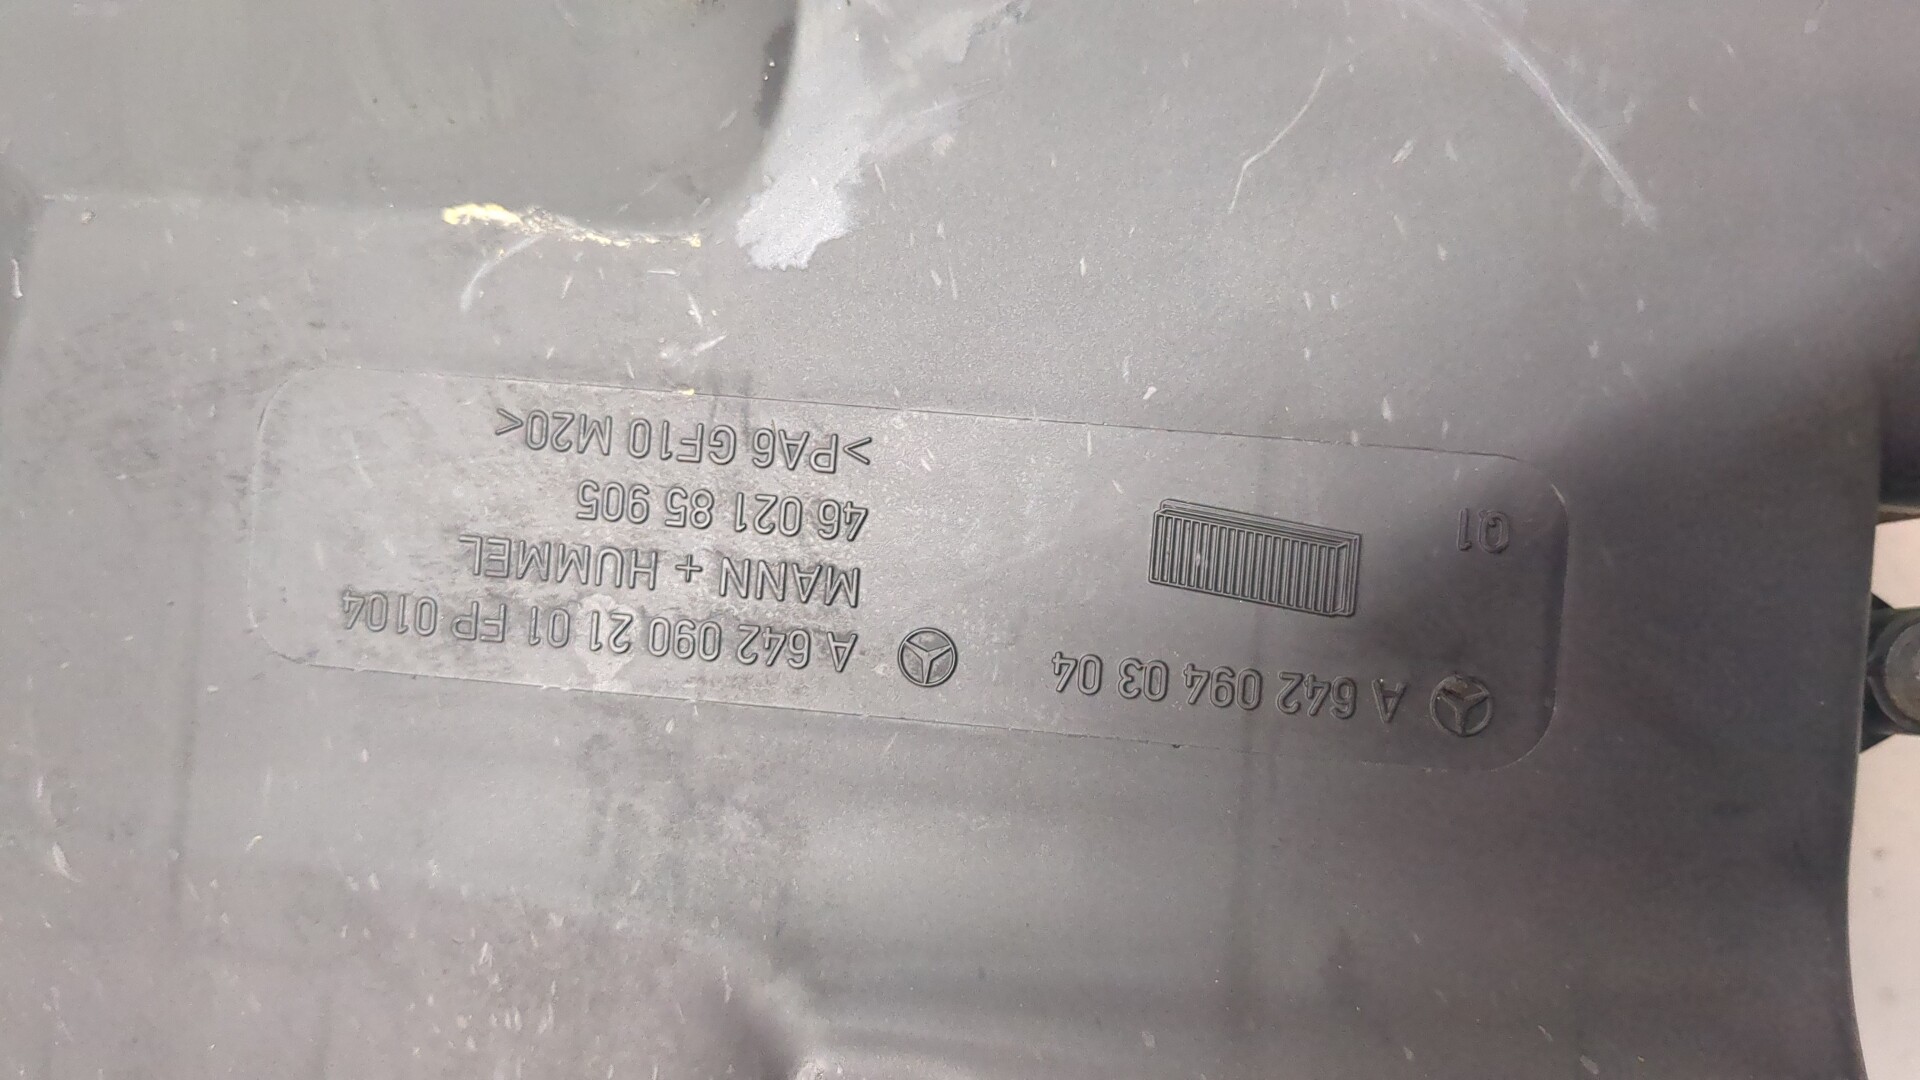 A 642 094 03 04
Q1
A 642 090 21 01 FP 0104
MANN + HUMMEL
46 021 85 905
>PA6 GF10 M20<